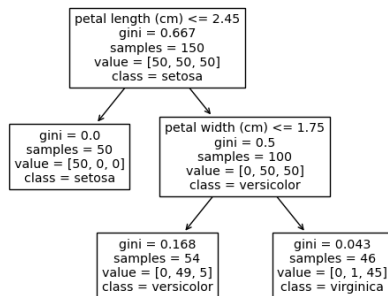 petal length (cm) <= 2.45
gini = 0.667
samples = 150
value = [50, 50, 50]
class = setosa
gini = 0.0
samples = 50
value = [50, 0, 0]
class = setosa
petal width (cm) <= 1.75
gini = 0.5
samples = 100
value = [0, 50, 50]
class = versicolor
gini = 0.168
samples = 54
value = [0, 49, 5]
class = versicolor
gini = 0.043
samples = 46
value = [0, 1, 45]
class = virginica